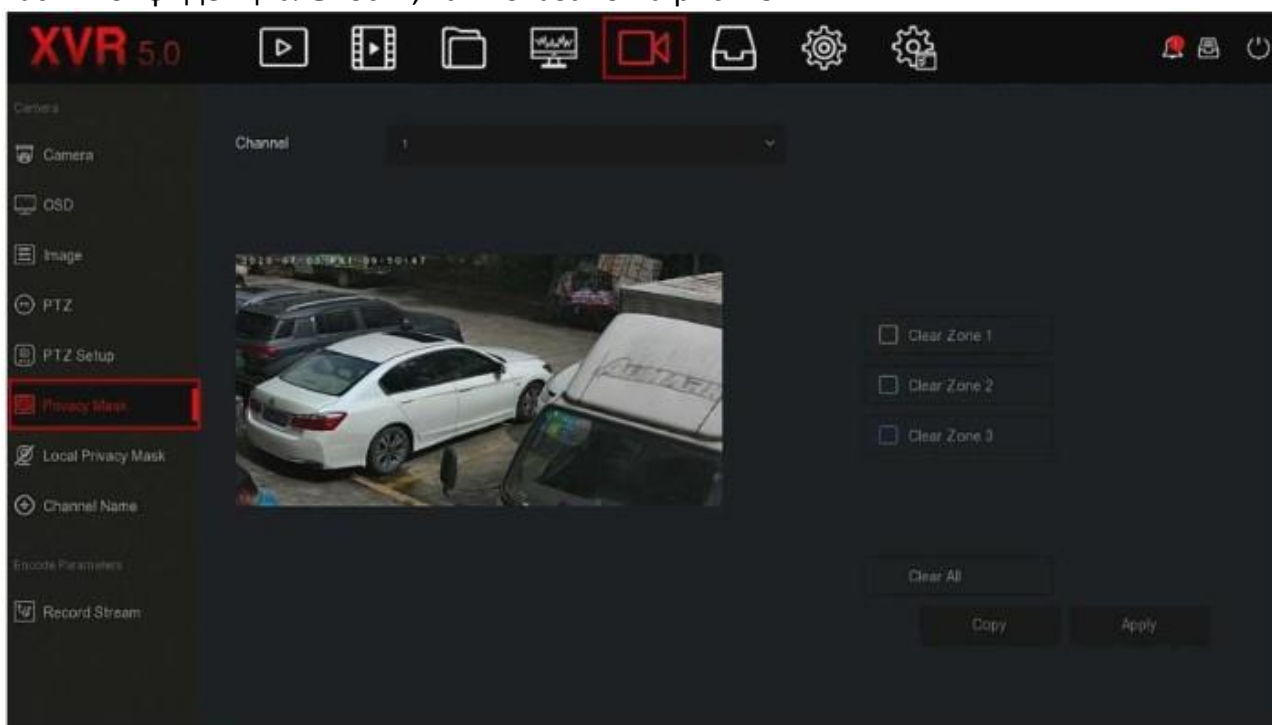 XVR 5.0
Camera
Channel
1
Camera
OSD
Image
PTZ
PTZ Setup
Privacy Mask
Local Privacy Mask
Channel Name
Encode Parameters
Record Stream
Clear Zone 1
Clear Zone 2
Clear Zone 3
Clear All
Copy
Apply